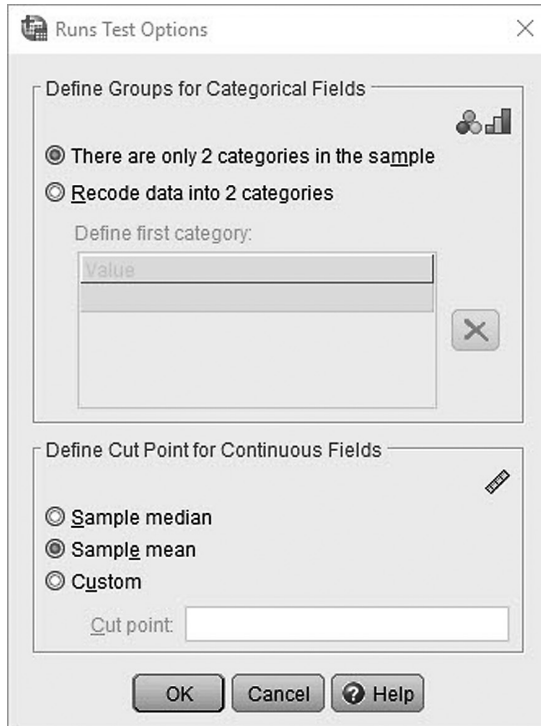 Runs Test Options
Define Groups for Categorical Fields
There are only 2 categories in the sample
Recode data into 2 categories
Define first category:
Value
Define Cut Point for Continuous Fields
Sample median
Sample mean
Custom
Cut point:
OK Cancel Help